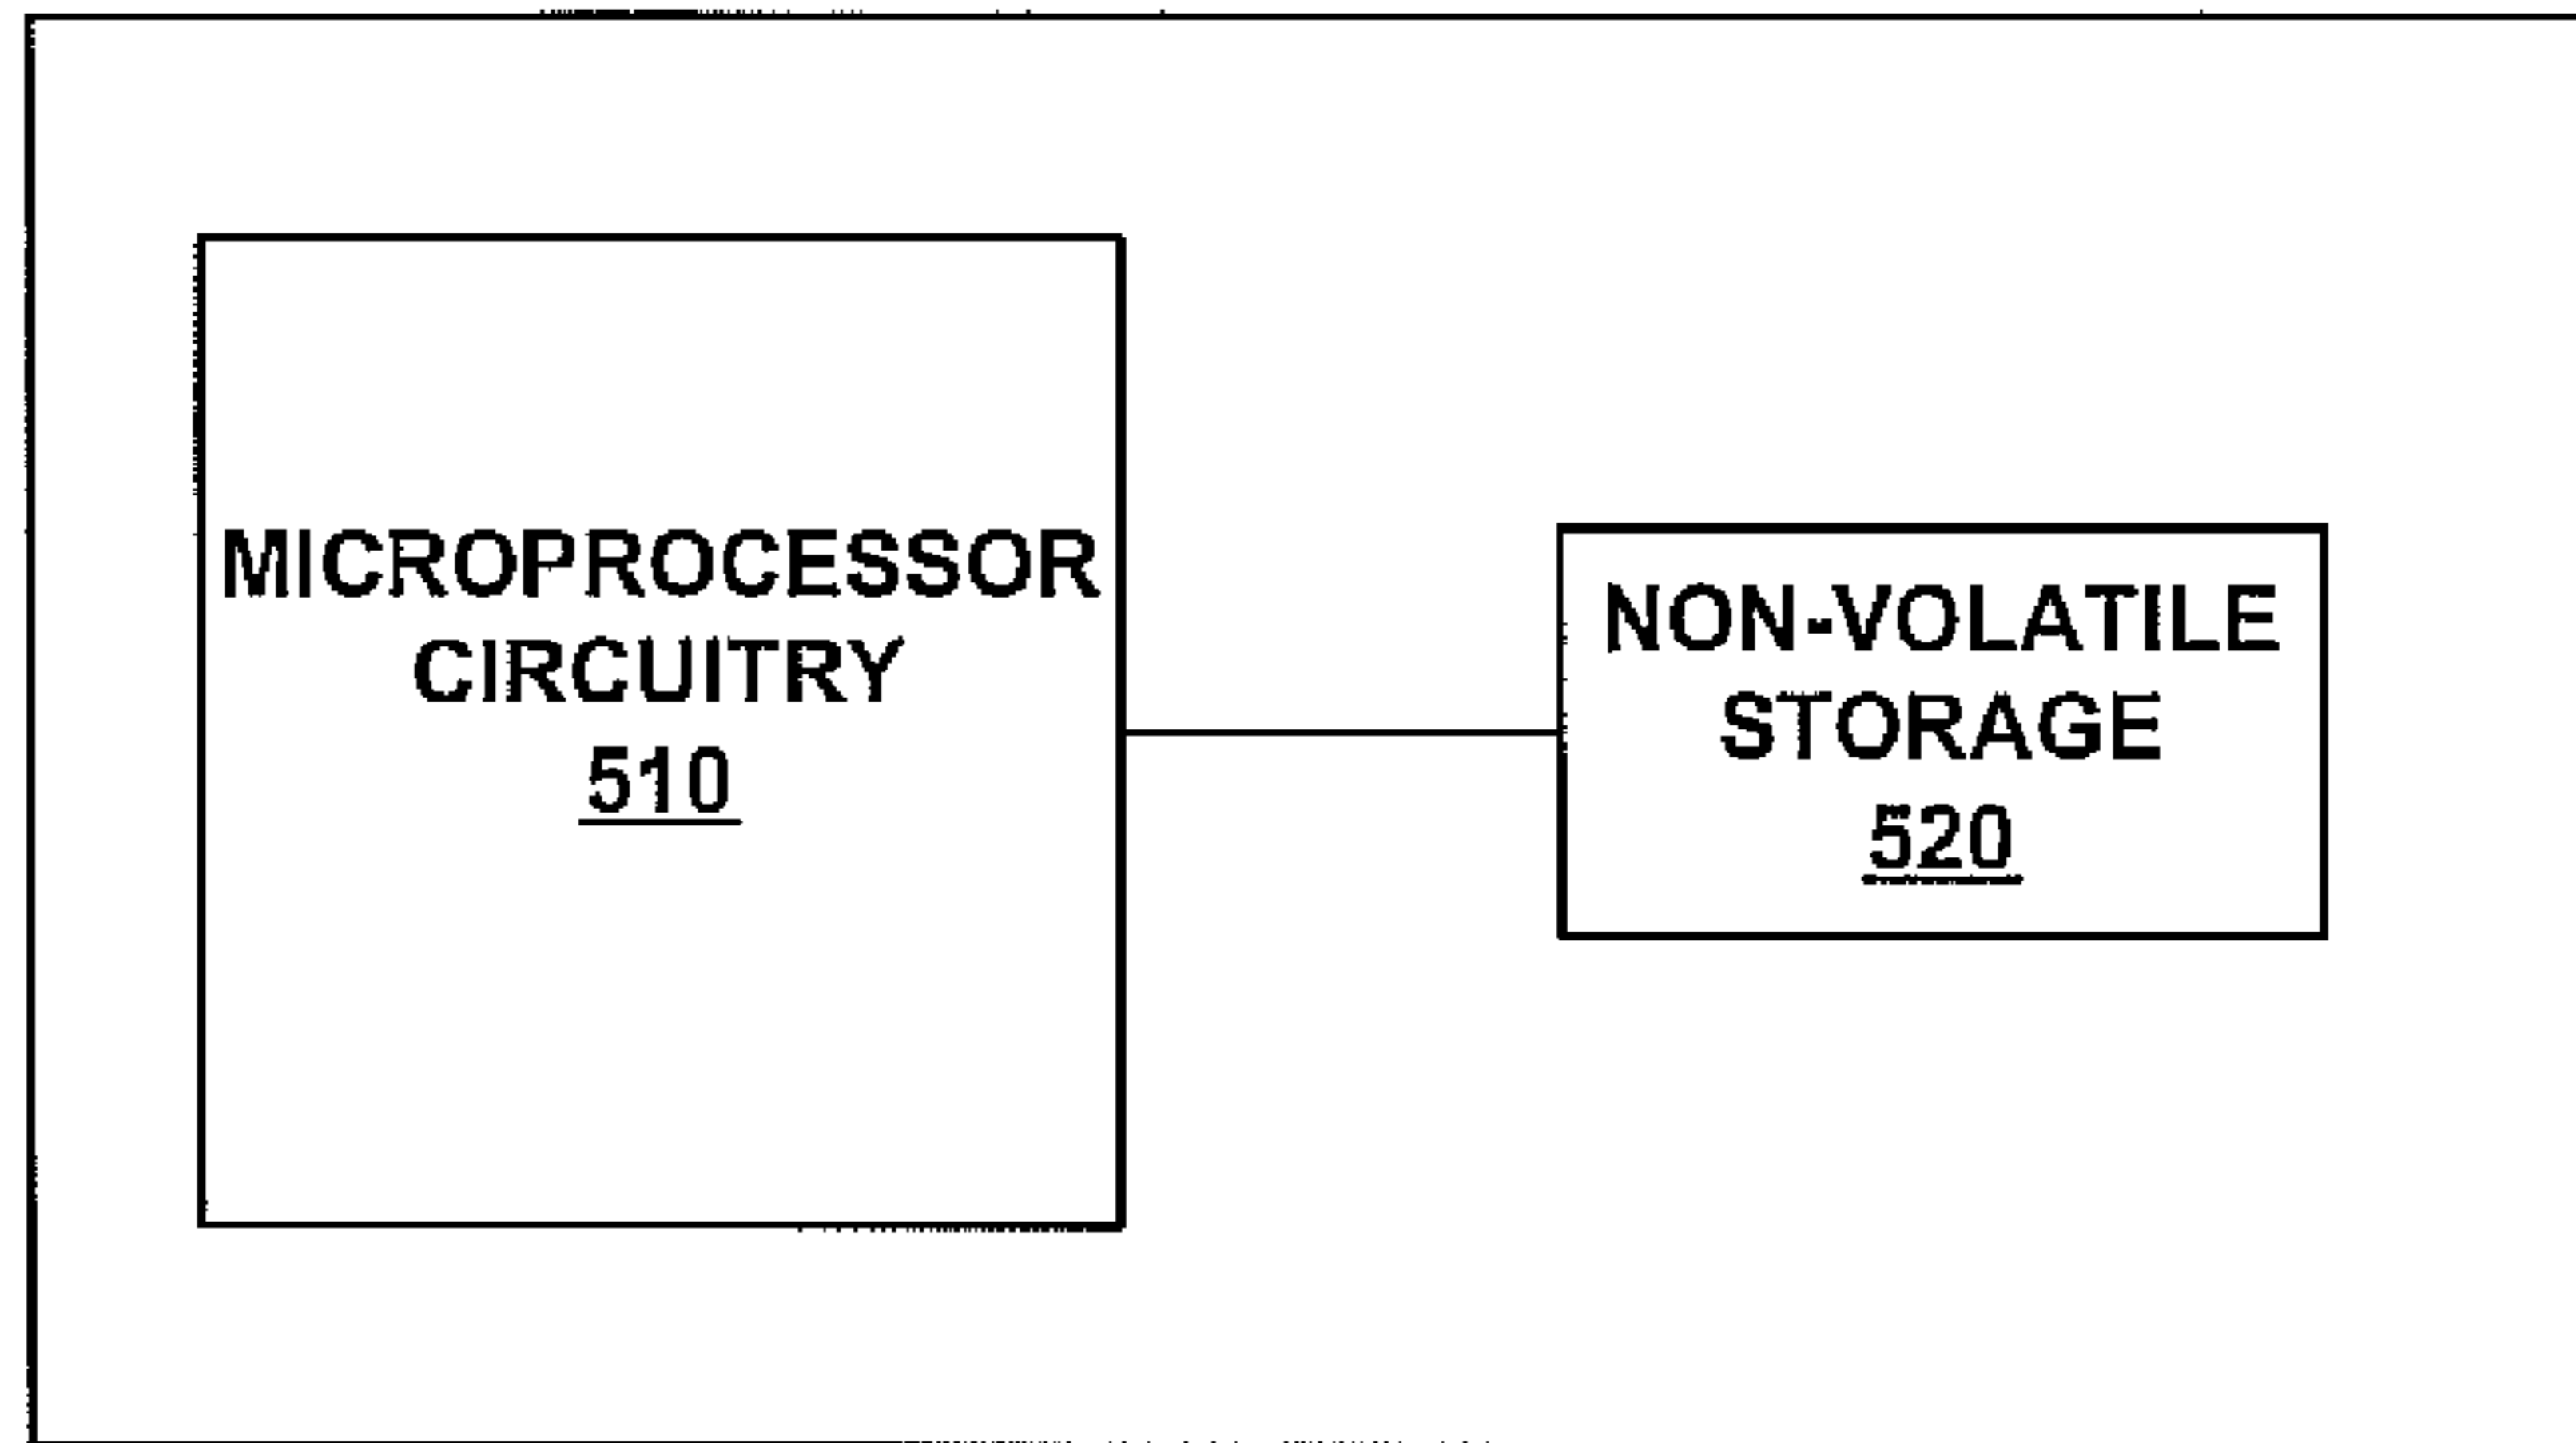 MICROPROCESSOR
CIRCUITRY
510
NON-VOLATILE
STORAGE
520